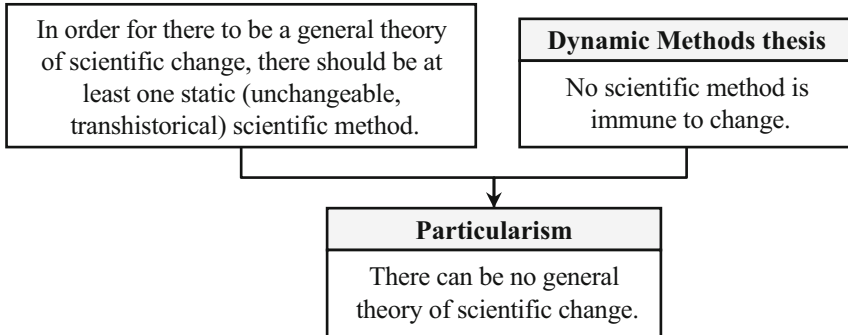 In order for there to be a general theory
of scientific change, there should be at
least one static (unchangeable,
transhistorical) scientific method.
Dynamic Methods thesis
No scientific method is
immune to change.
Particularism
There can be no general
theory of scientific change.